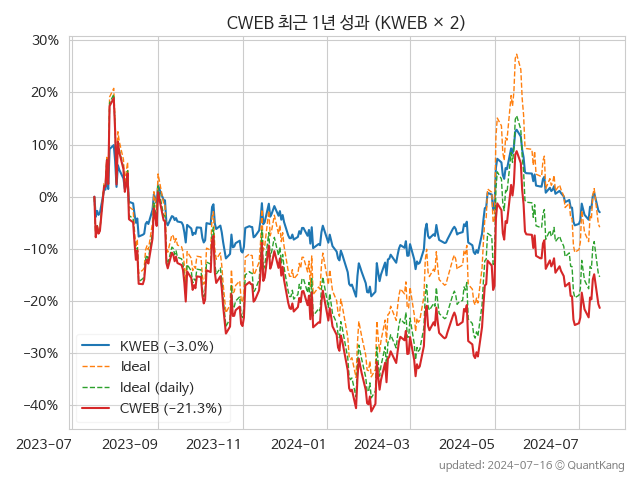 CWEB 최근 1년 성과 (KWEB × 2)
30%
20%
10%
0%
−10%
−20%
−30%
−40%
KWEB (−3.0%)
Ideal
Ideal (daily)
CWEB (−21.3%)
2023-07 2023-09 2023-11 2024-01 2024-03 2024-05 2024-07
updated: 2024-07-16 © QuantKang